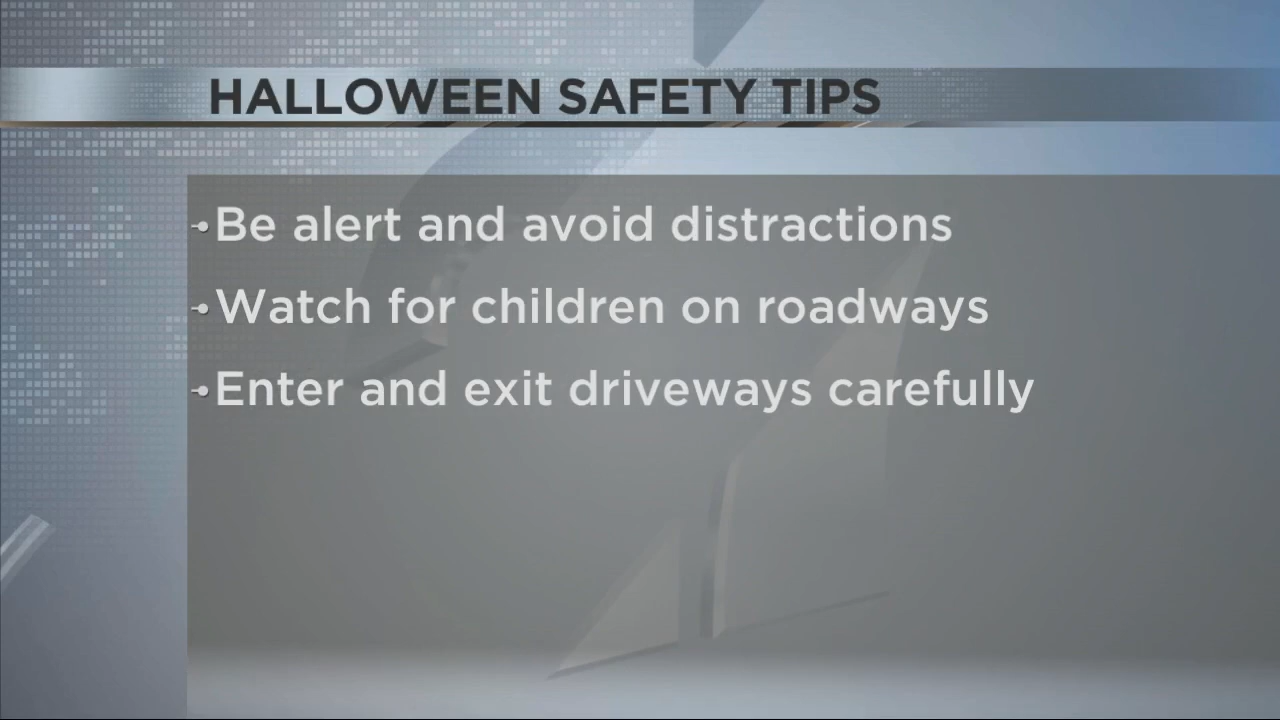 HALLOWEEN SAFETY TIPS
Be alert and avoid distractions
Watch for children on roadways
Enter and exit driveways carefully